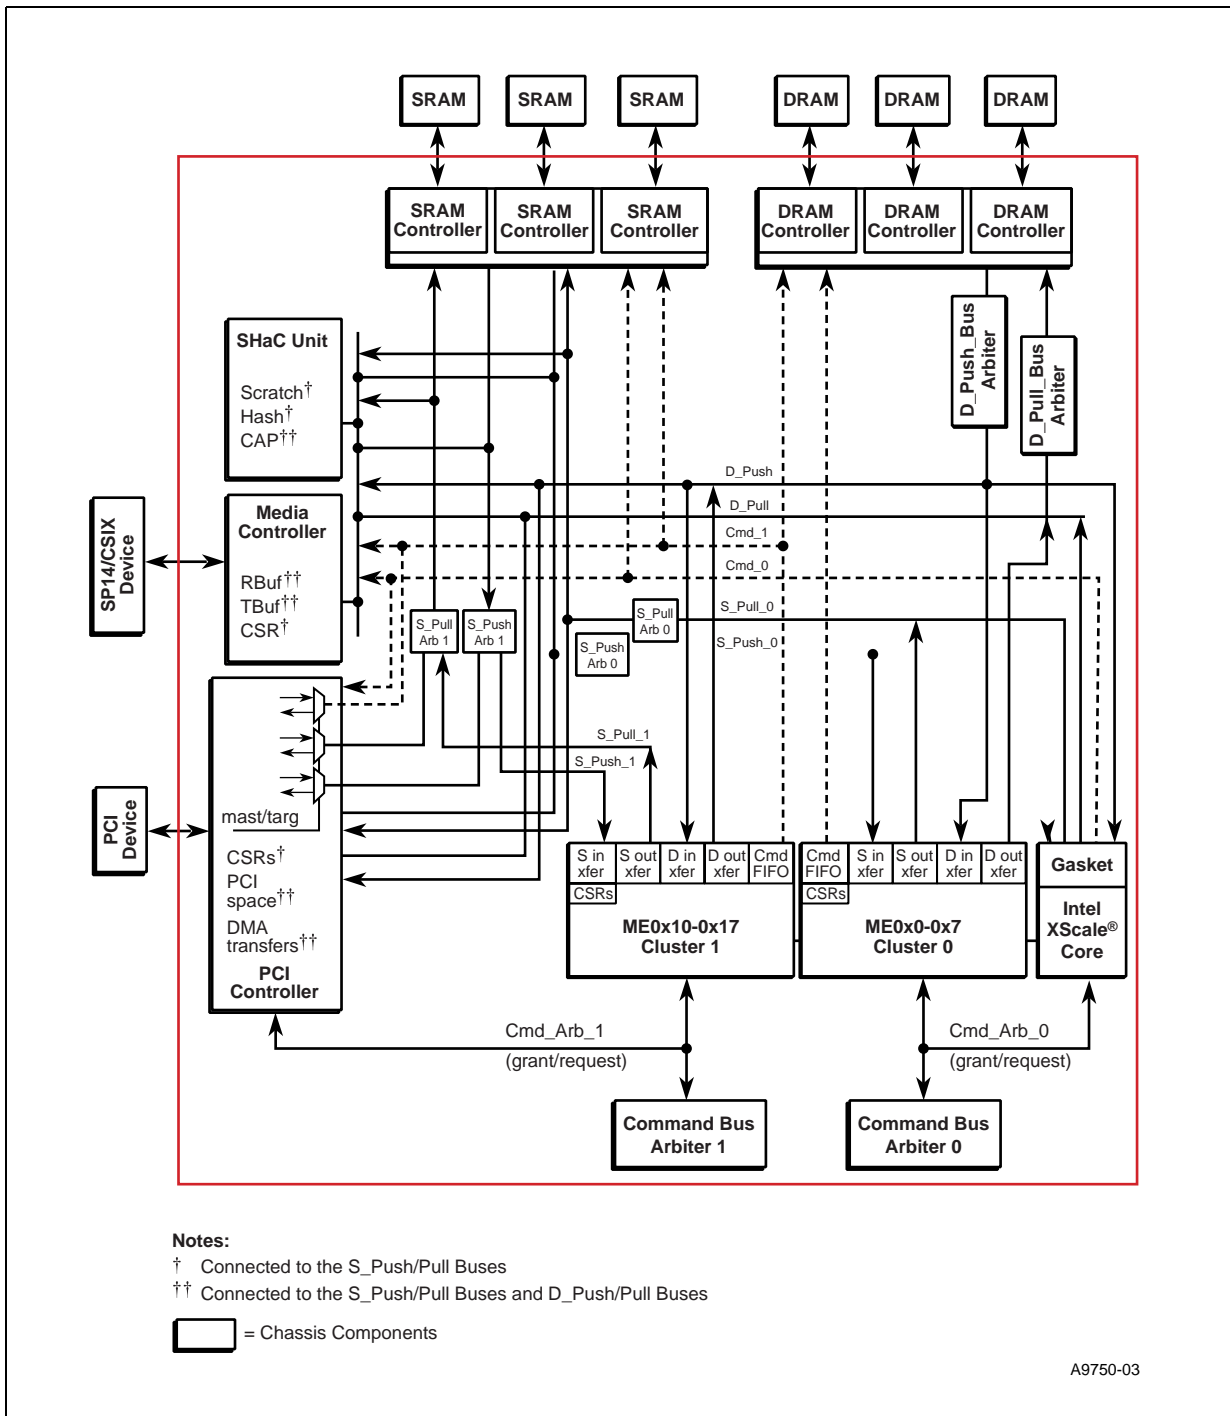 SRAM
SRAM
SRAM
DRAM
DRAM
DRAM
SRAM
Controller
SRAM
Controller
SRAM
Controller
DRAM
Controller
DRAM
Controller
DRAM
Controller
D_Push_Bus
Arbiter
D_Pull_Bus
Arbiter
SHaC Unit
Scratch†
Hash†
CAP††
SP14/CSIX
Device
Media
Controller
RBuf††
TBuf††
CSR†
D_Push
D_Pull
Cmd_1
Cmd_0
S_Pull_0
S_Push_0
S_Pull
Arb 1
S_Push
Arb 1
S_Pull
Arb 0
S_Push
Arb 0
S_Pull_1
S_Push_1
PCI
Device
mast/targ
CSRs†
PCI
space††
DMA
transfers††
PCI
Controller
S in
xfer
S out
xfer
D in
xfer
D out
xfer
Cmd
FIFO
CSRs
ME0x10-0x17
Cluster 1
Cmd
FIFO
S in
xfer
S out
xfer
D in
xfer
D out
xfer
CSRs
ME0x0-0x7
Cluster 0
Gasket
Intel
XScale®
Core
Cmd_Arb_1
(grant/request)
Cmd_Arb_0
(grant/request)
Command Bus
Arbiter 1
Command Bus
Arbiter 0
Notes:
† Connected to the S_Push/Pull Buses
†† Connected to the S_Push/Pull Buses and D_Push/Pull Buses
= Chassis Components
A9750-03